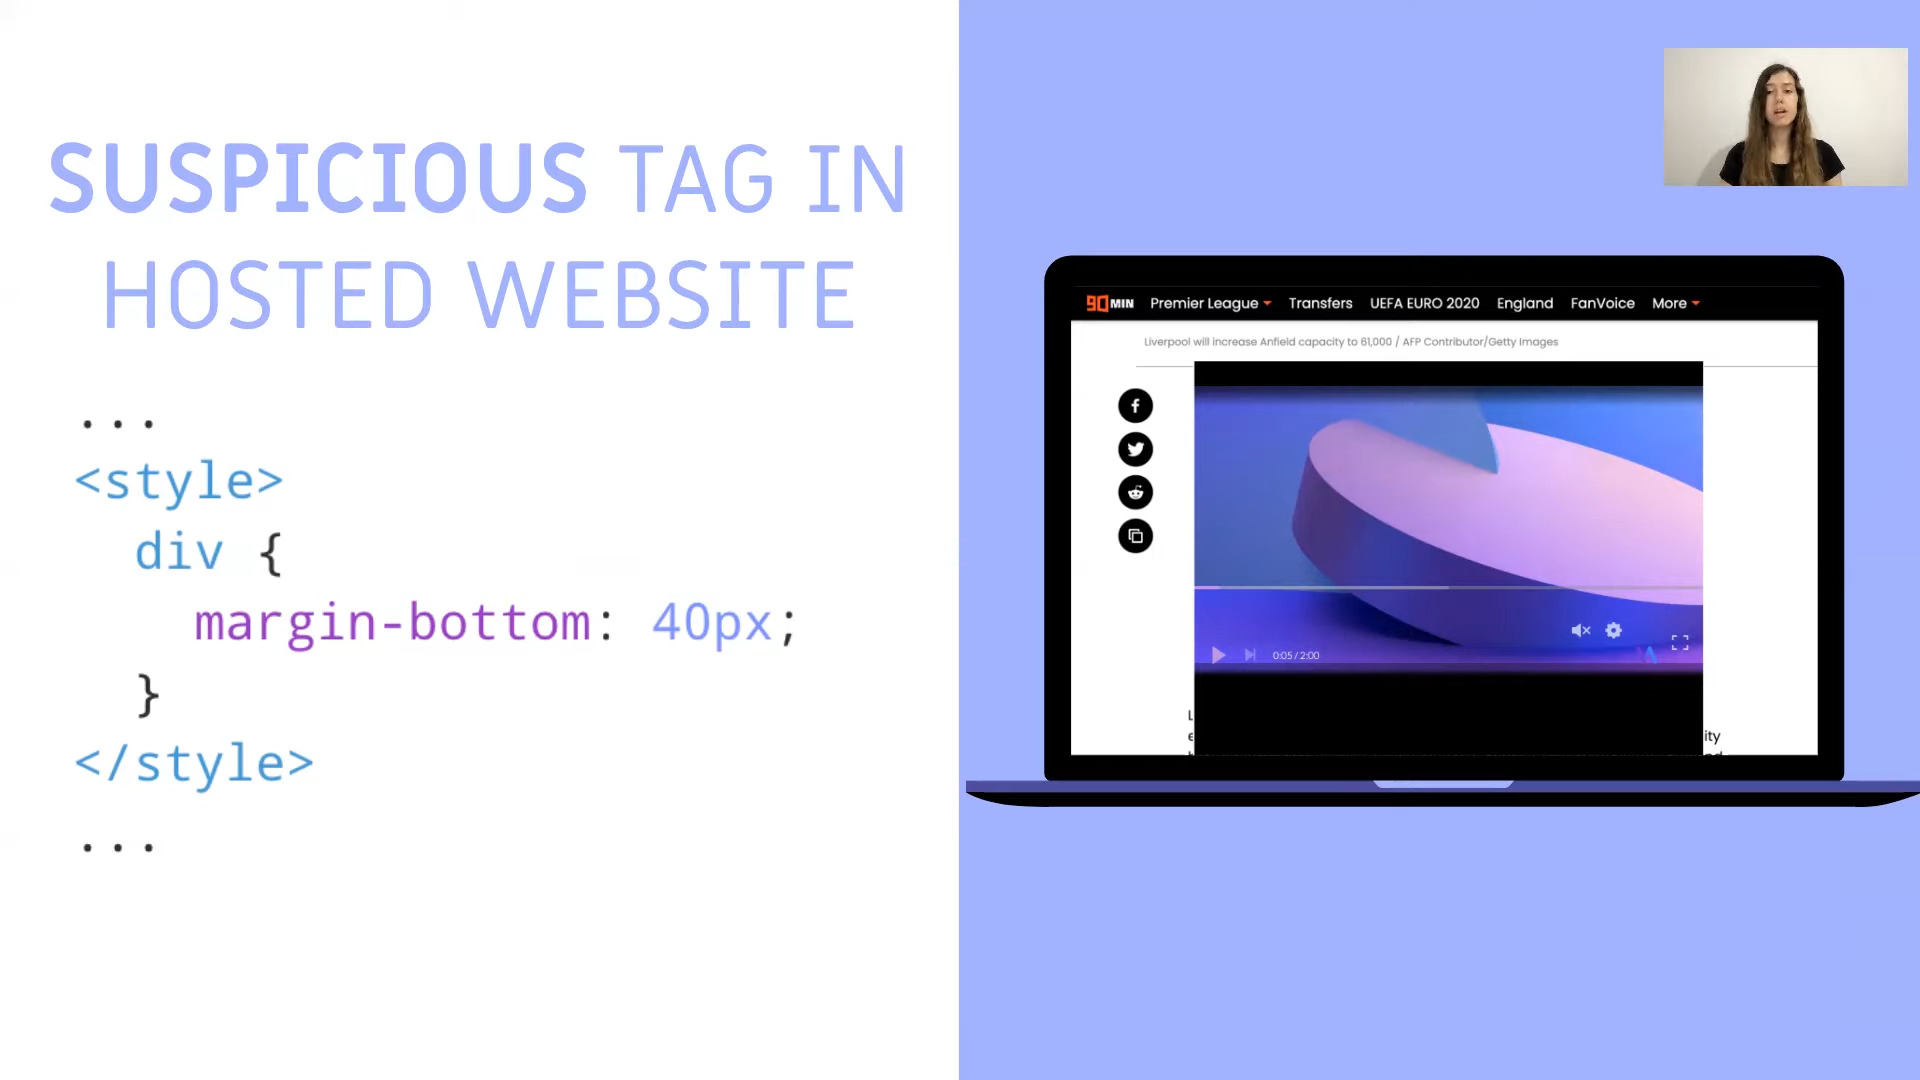 SUSPICIOUS TAG IN
HOSTED WEBSITE
...
<style>
div {
margin-bottom: 40px;
}
</style>
...
90MIN Premier League Transfers UEFA EURO 2020 England FanVoice More
Liverpool will increase Anfield capacity to 61,000 / AFP Contributor/Getty Images
0:05 / 2:00